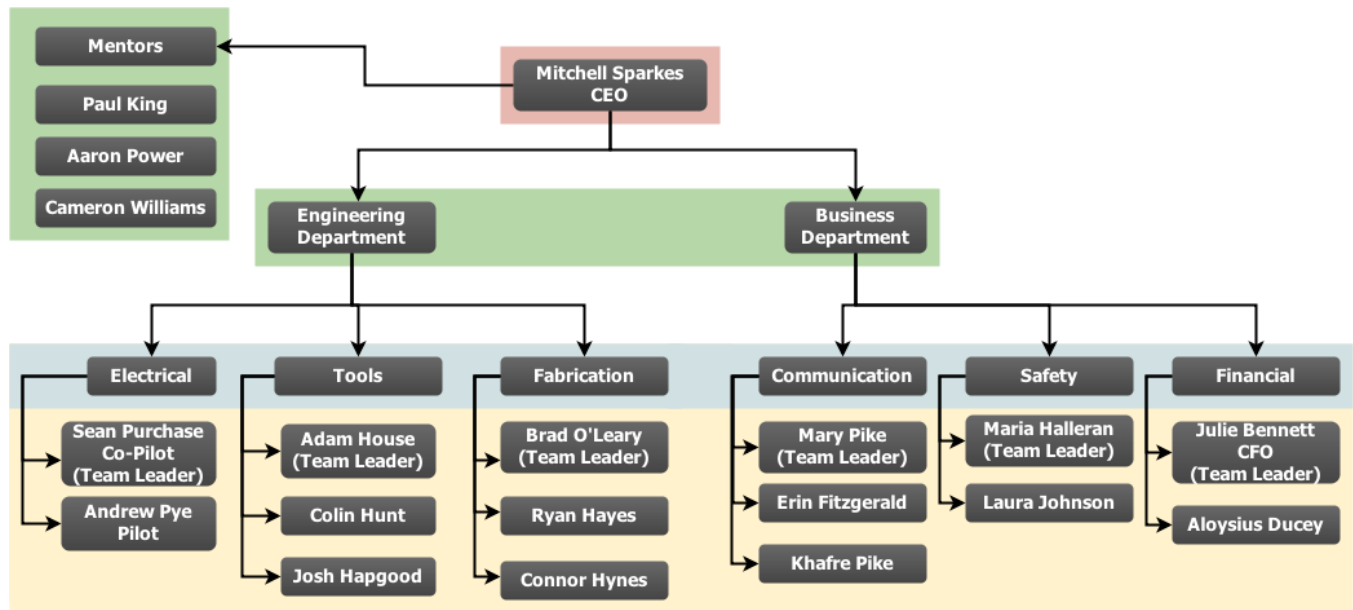 Mentors
Paul King
Aaron Power
Cameron Williams
Mitchell Sparkes
CEO
Engineering
Department
Business
Department
Electrical
Tools
Fabrication
Communication
Safety
Financial
Sean Purchase
Co-Pilot
(Team Leader)
Andrew Pye
Pilot
Adam House
(Team Leader)
Colin Hunt
Josh Hapgood
Brad O'Leary
(Team Leader)
Ryan Hayes
Connor Hynes
Mary Pike
(Team Leader)
Erin Fitzgerald
Khafre Pike
Maria Halleran
(Team Leader)
Laura Johnson
Julie Bennett
CFO
(Team Leader)
Aloysius Ducey